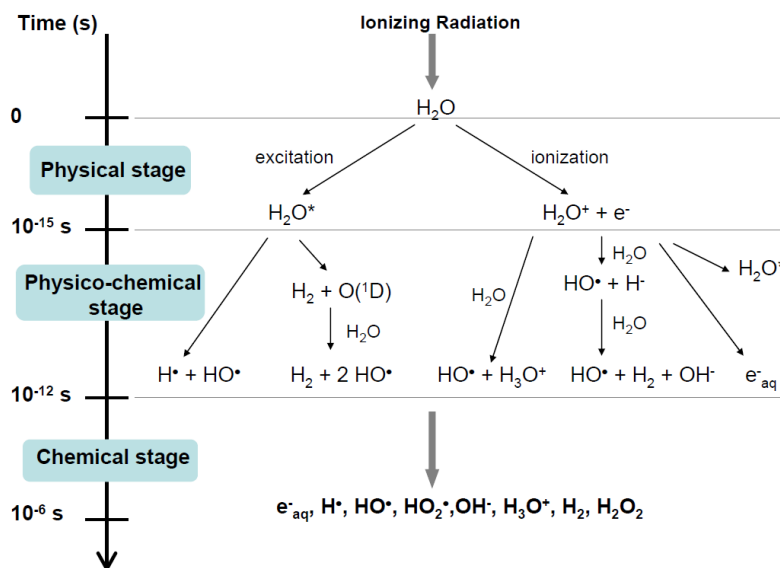 Time (s)
Ionizing Radiation
0
H₂O
excitation
ionization
Physical stage
H₂O*
H₂O⁺ + e⁻
10⁻¹⁵ s
H₂O
H₂O*
Physico-chemical
stage
H₂ + O(¹D)
HO• + H⁻
H₂O
H₂O
H₂O
H• + HO•
H₂ + 2 HO•
HO• + H₃O⁺
HO• + H₂ + OH⁻
e⁻aq
10⁻¹² s
Chemical stage
10⁻⁶ s
e⁻aq, H•, HO•, HO₂•,OH⁻, H₃O⁺, H₂, H₂O₂